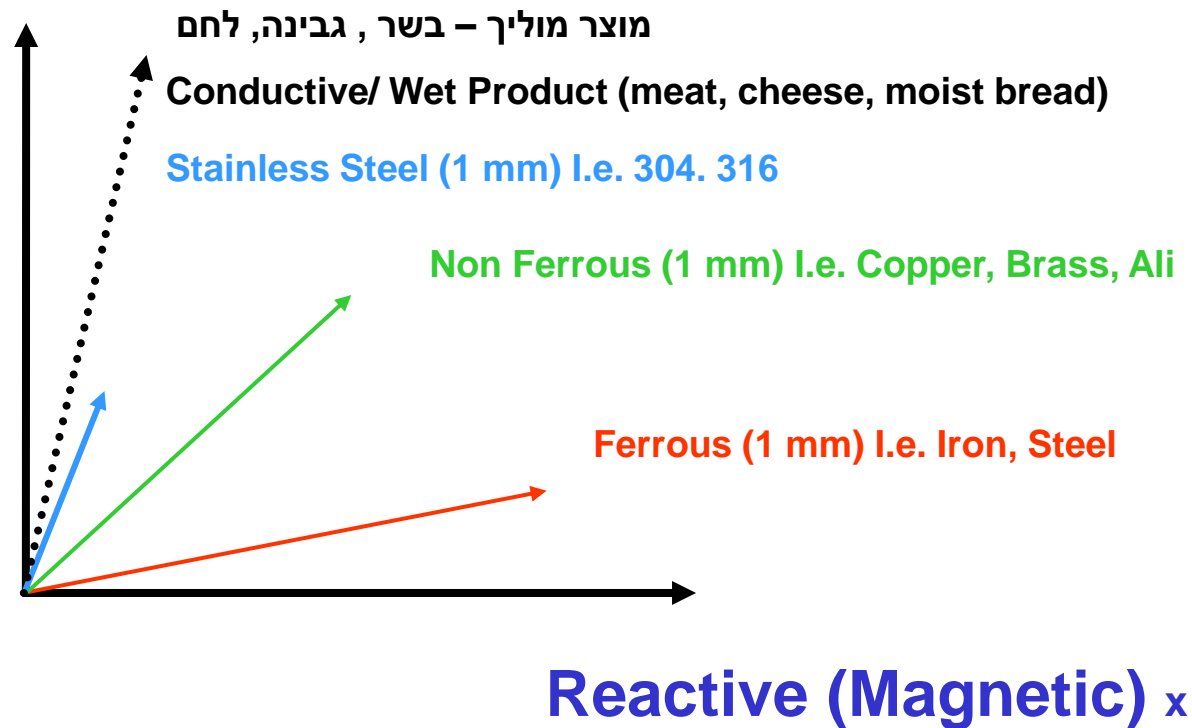 מוצר מוליך – בשר , גבינה, לחם
Conductive/ Wet Product (meat, cheese, moist bread)
Stainless Steel (1 mm) I.e. 304. 316
Non Ferrous (1 mm) I.e. Copper, Brass, Ali
Ferrous (1 mm) I.e. Iron, Steel
Reactive (Magnetic) x